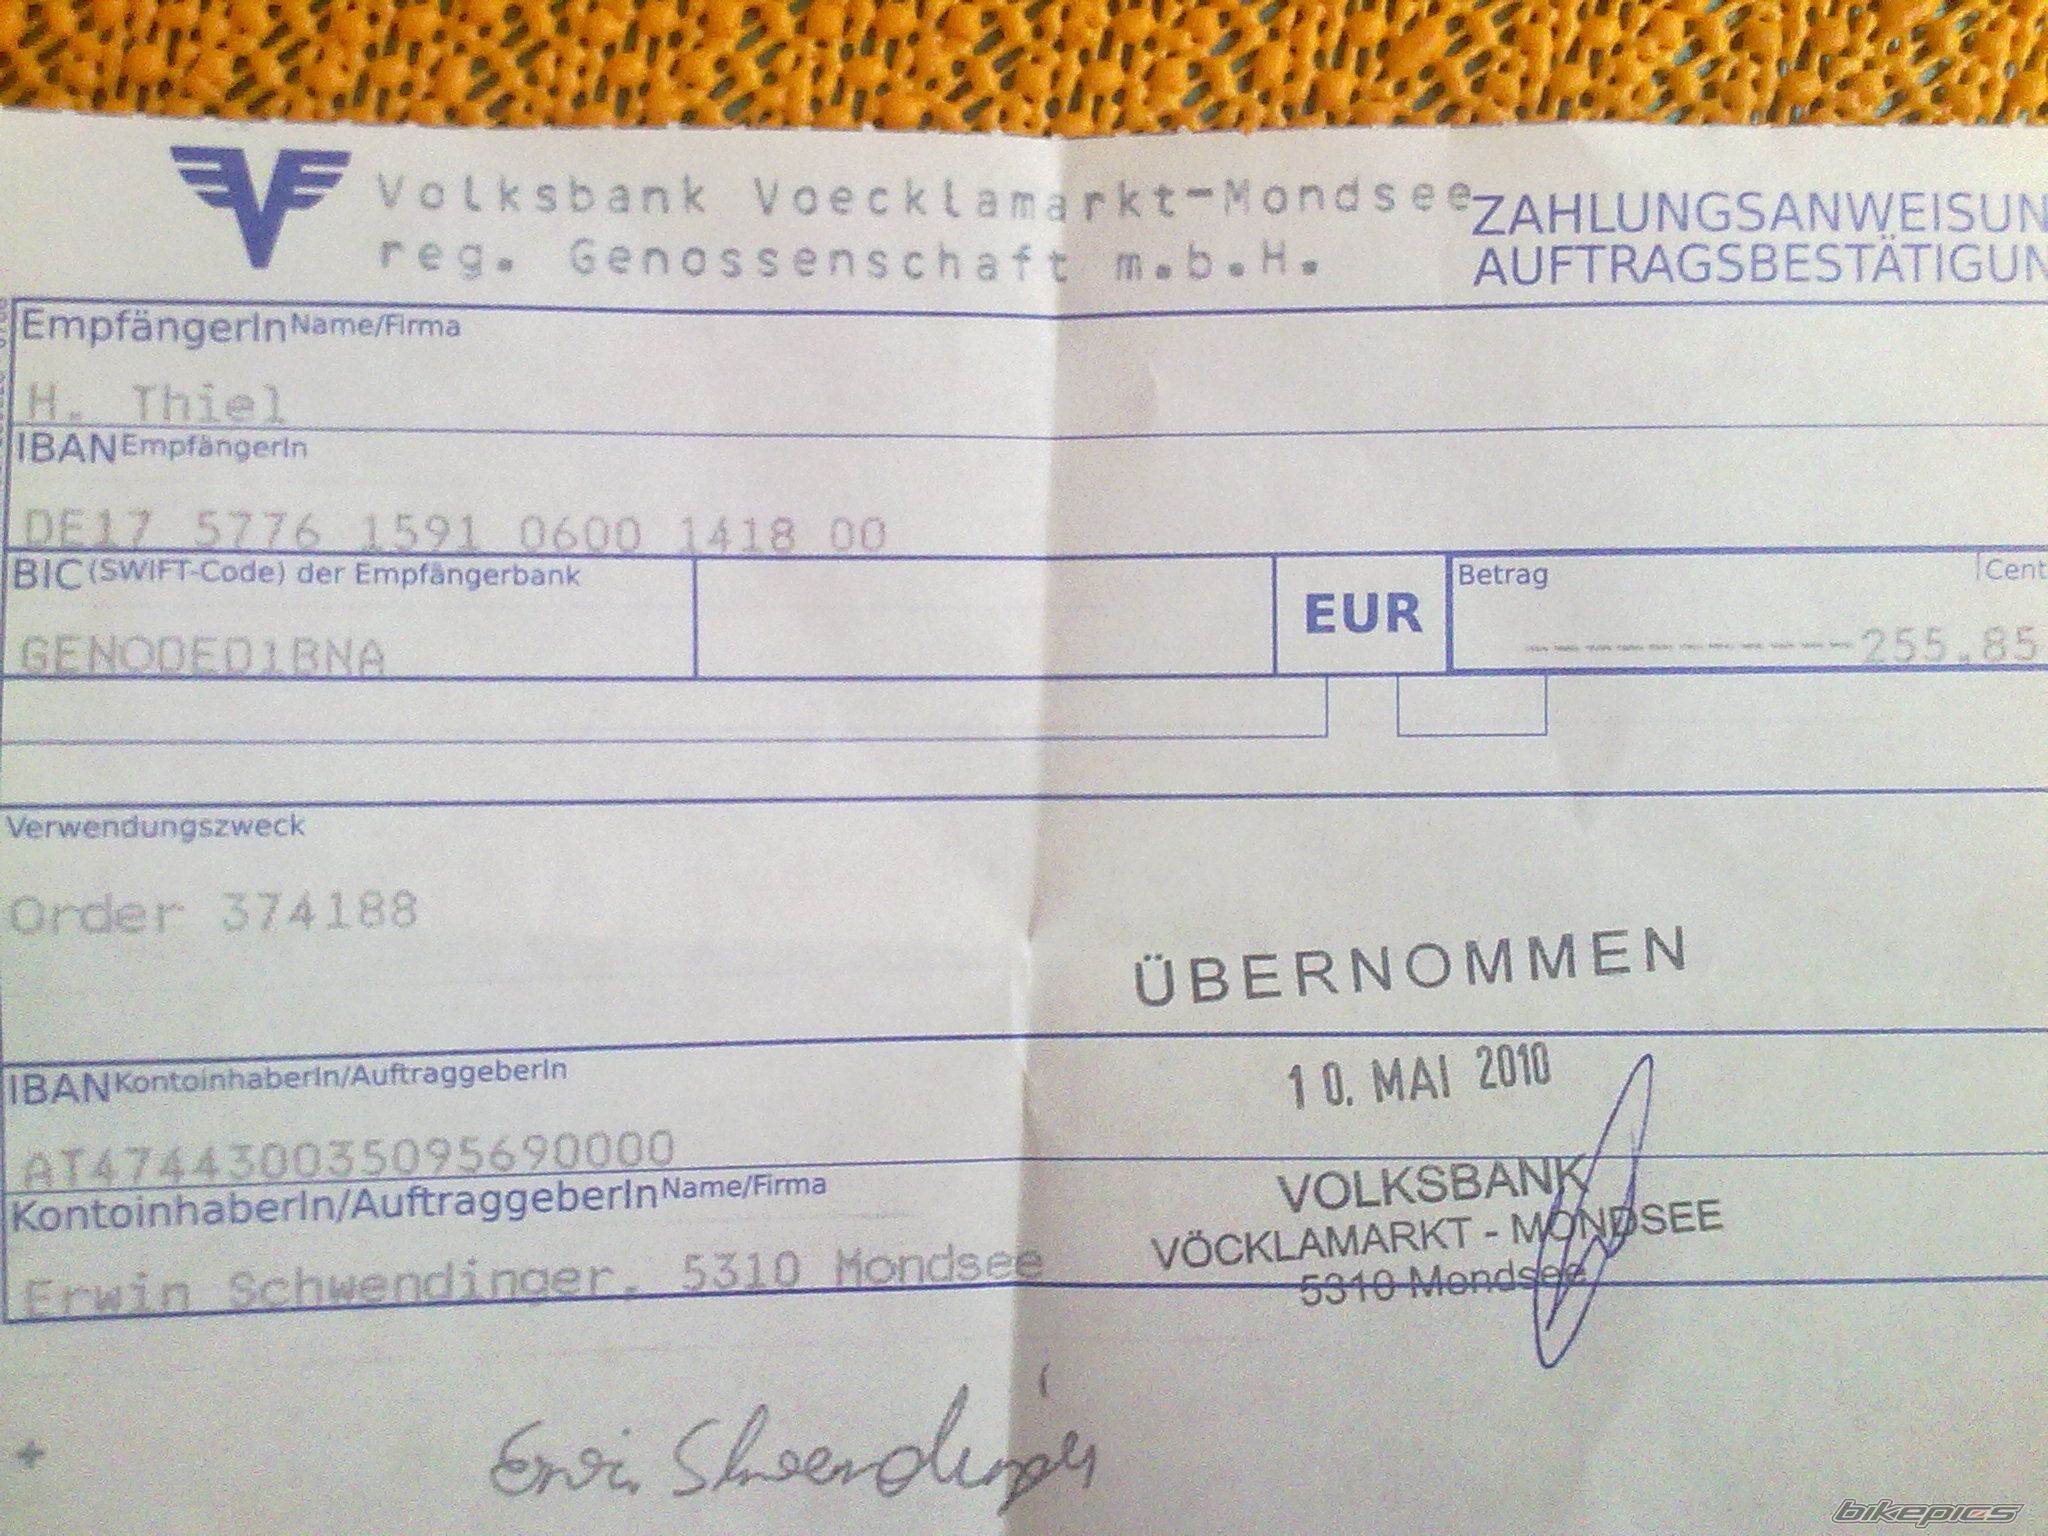 Volksbank Voecklamarkt-Mondsee
reg. Genossenschaft m.b.H.
ZAHLUNGSANWEISUN
AUFTRAGSBESTÄTIGUN
EmpfängerIn Name/Firma
H. Thiel
IBAN EmpfängerIn
DE17 5776 1591 0600 1418 00
BIC (SWIFT-Code) der Empfängerbank
GENODED1BNA
EUR
Betrag
Cent
------------255.85
Verwendungszweck
Order 374188
ÜBERNOMMEN
IBAN KontoinhaberIn/AuftraggeberIn
10. MAI 2010
AT474430035095690000
VOLKSBANK
VÖCKLAMARKT - MONDSEE
5310 Mondsee
KontoinhaberIn/AuftraggeberIn Name/Firma
Erwin Schwendinger, 5310 Mondsee
+
Erwin Schwendinger
bikepics